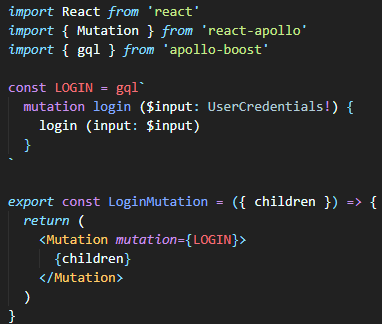 import React from 'react'
import { Mutation } from 'react-apollo'
import { gql } from 'apollo-boost'

const LOGIN = gql`
  mutation login ($input: UserCredentials!) {
    login (input: $input)
  }
`

export const LoginMutation = ({ children }) => {
  return (
    <Mutation mutation={LOGIN}>
      {children}
    </Mutation>
  )
}